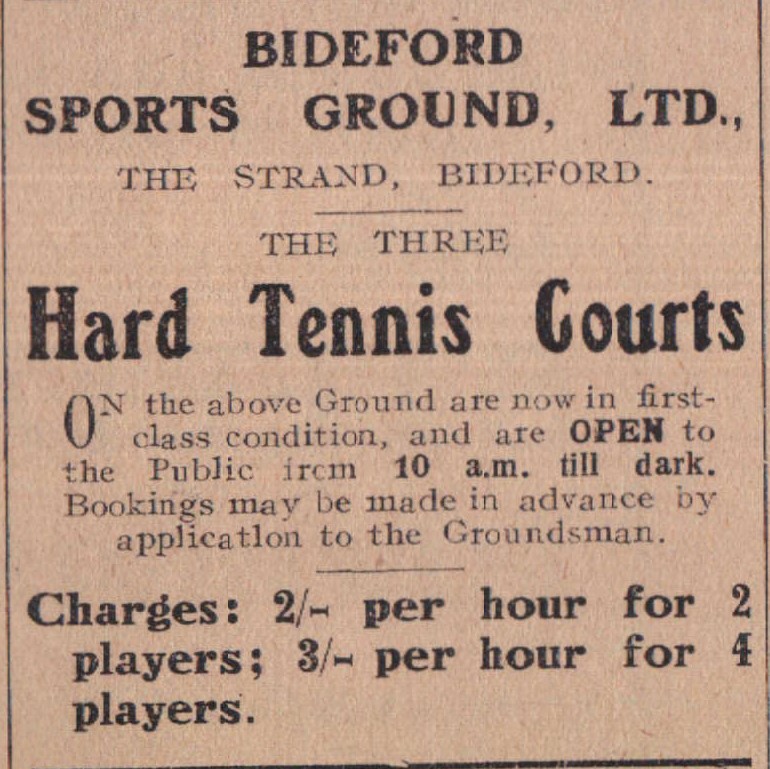 BIDEFORD
SPORTS GROUND, LTD.,
THE STRAND, BIDEFORD.
THE THREE
Hard Tennis Courts
ON the above Ground are now in first-
class condition, and are OPEN to
the Public from 10 a.m. till dark.
Bookings may be made in advance by
application to the Groundsman.
Charges: 2/- per hour for 2
players; 3/- per hour for 4
players.